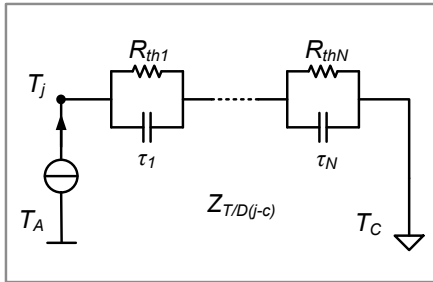 R_th1 R_thN
T_j
τ_1 τ_N
T_A Z_T/D(j-c) T_C